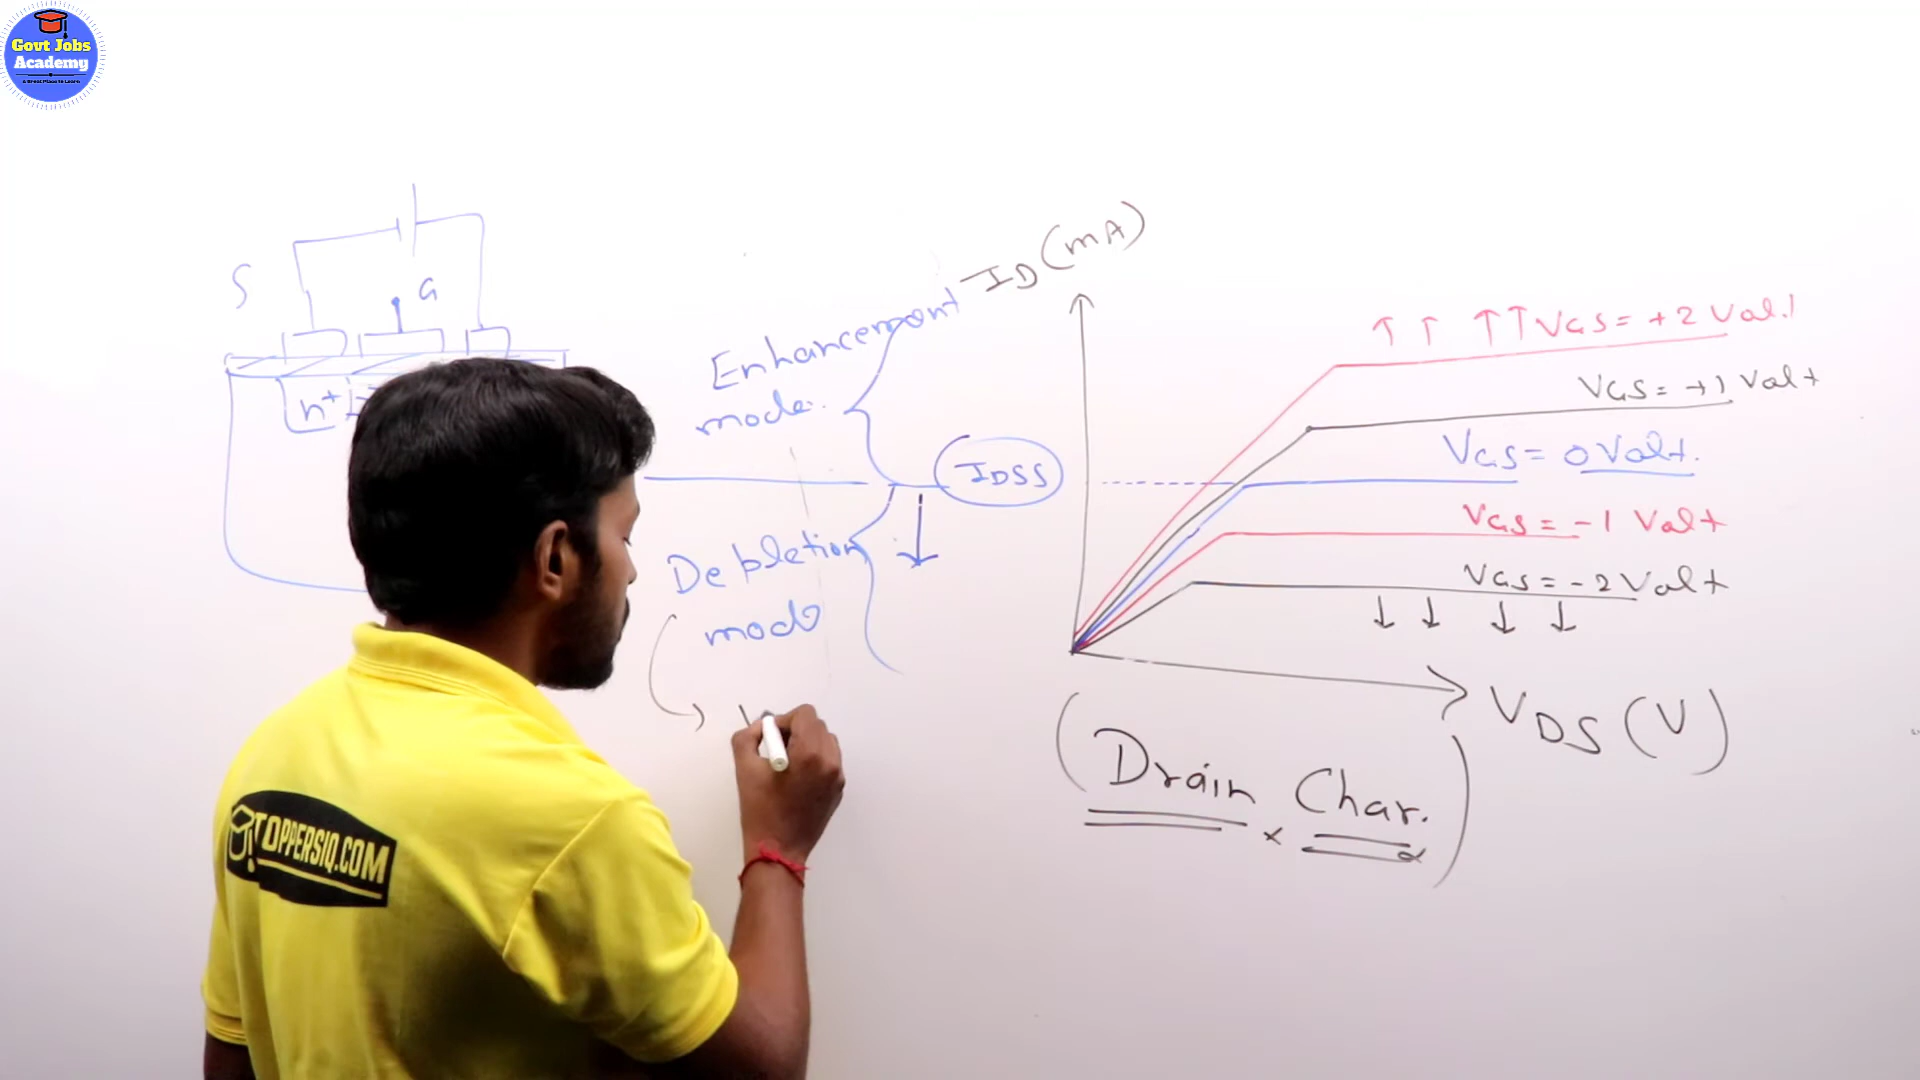 Govt Jobs
Academy
A Great Place to Learn
S
G
n+
Enhancement
mode.
IDSS
Depletion
mode
ID (mA)
VGS = +2 Volt
VGS = +1 Volt
VGS = 0 Volt.
VGS = -1 Volt
VGS = -2 Volt
VDS (V)
(Drain Char.)
TOPPERSIQ.COM